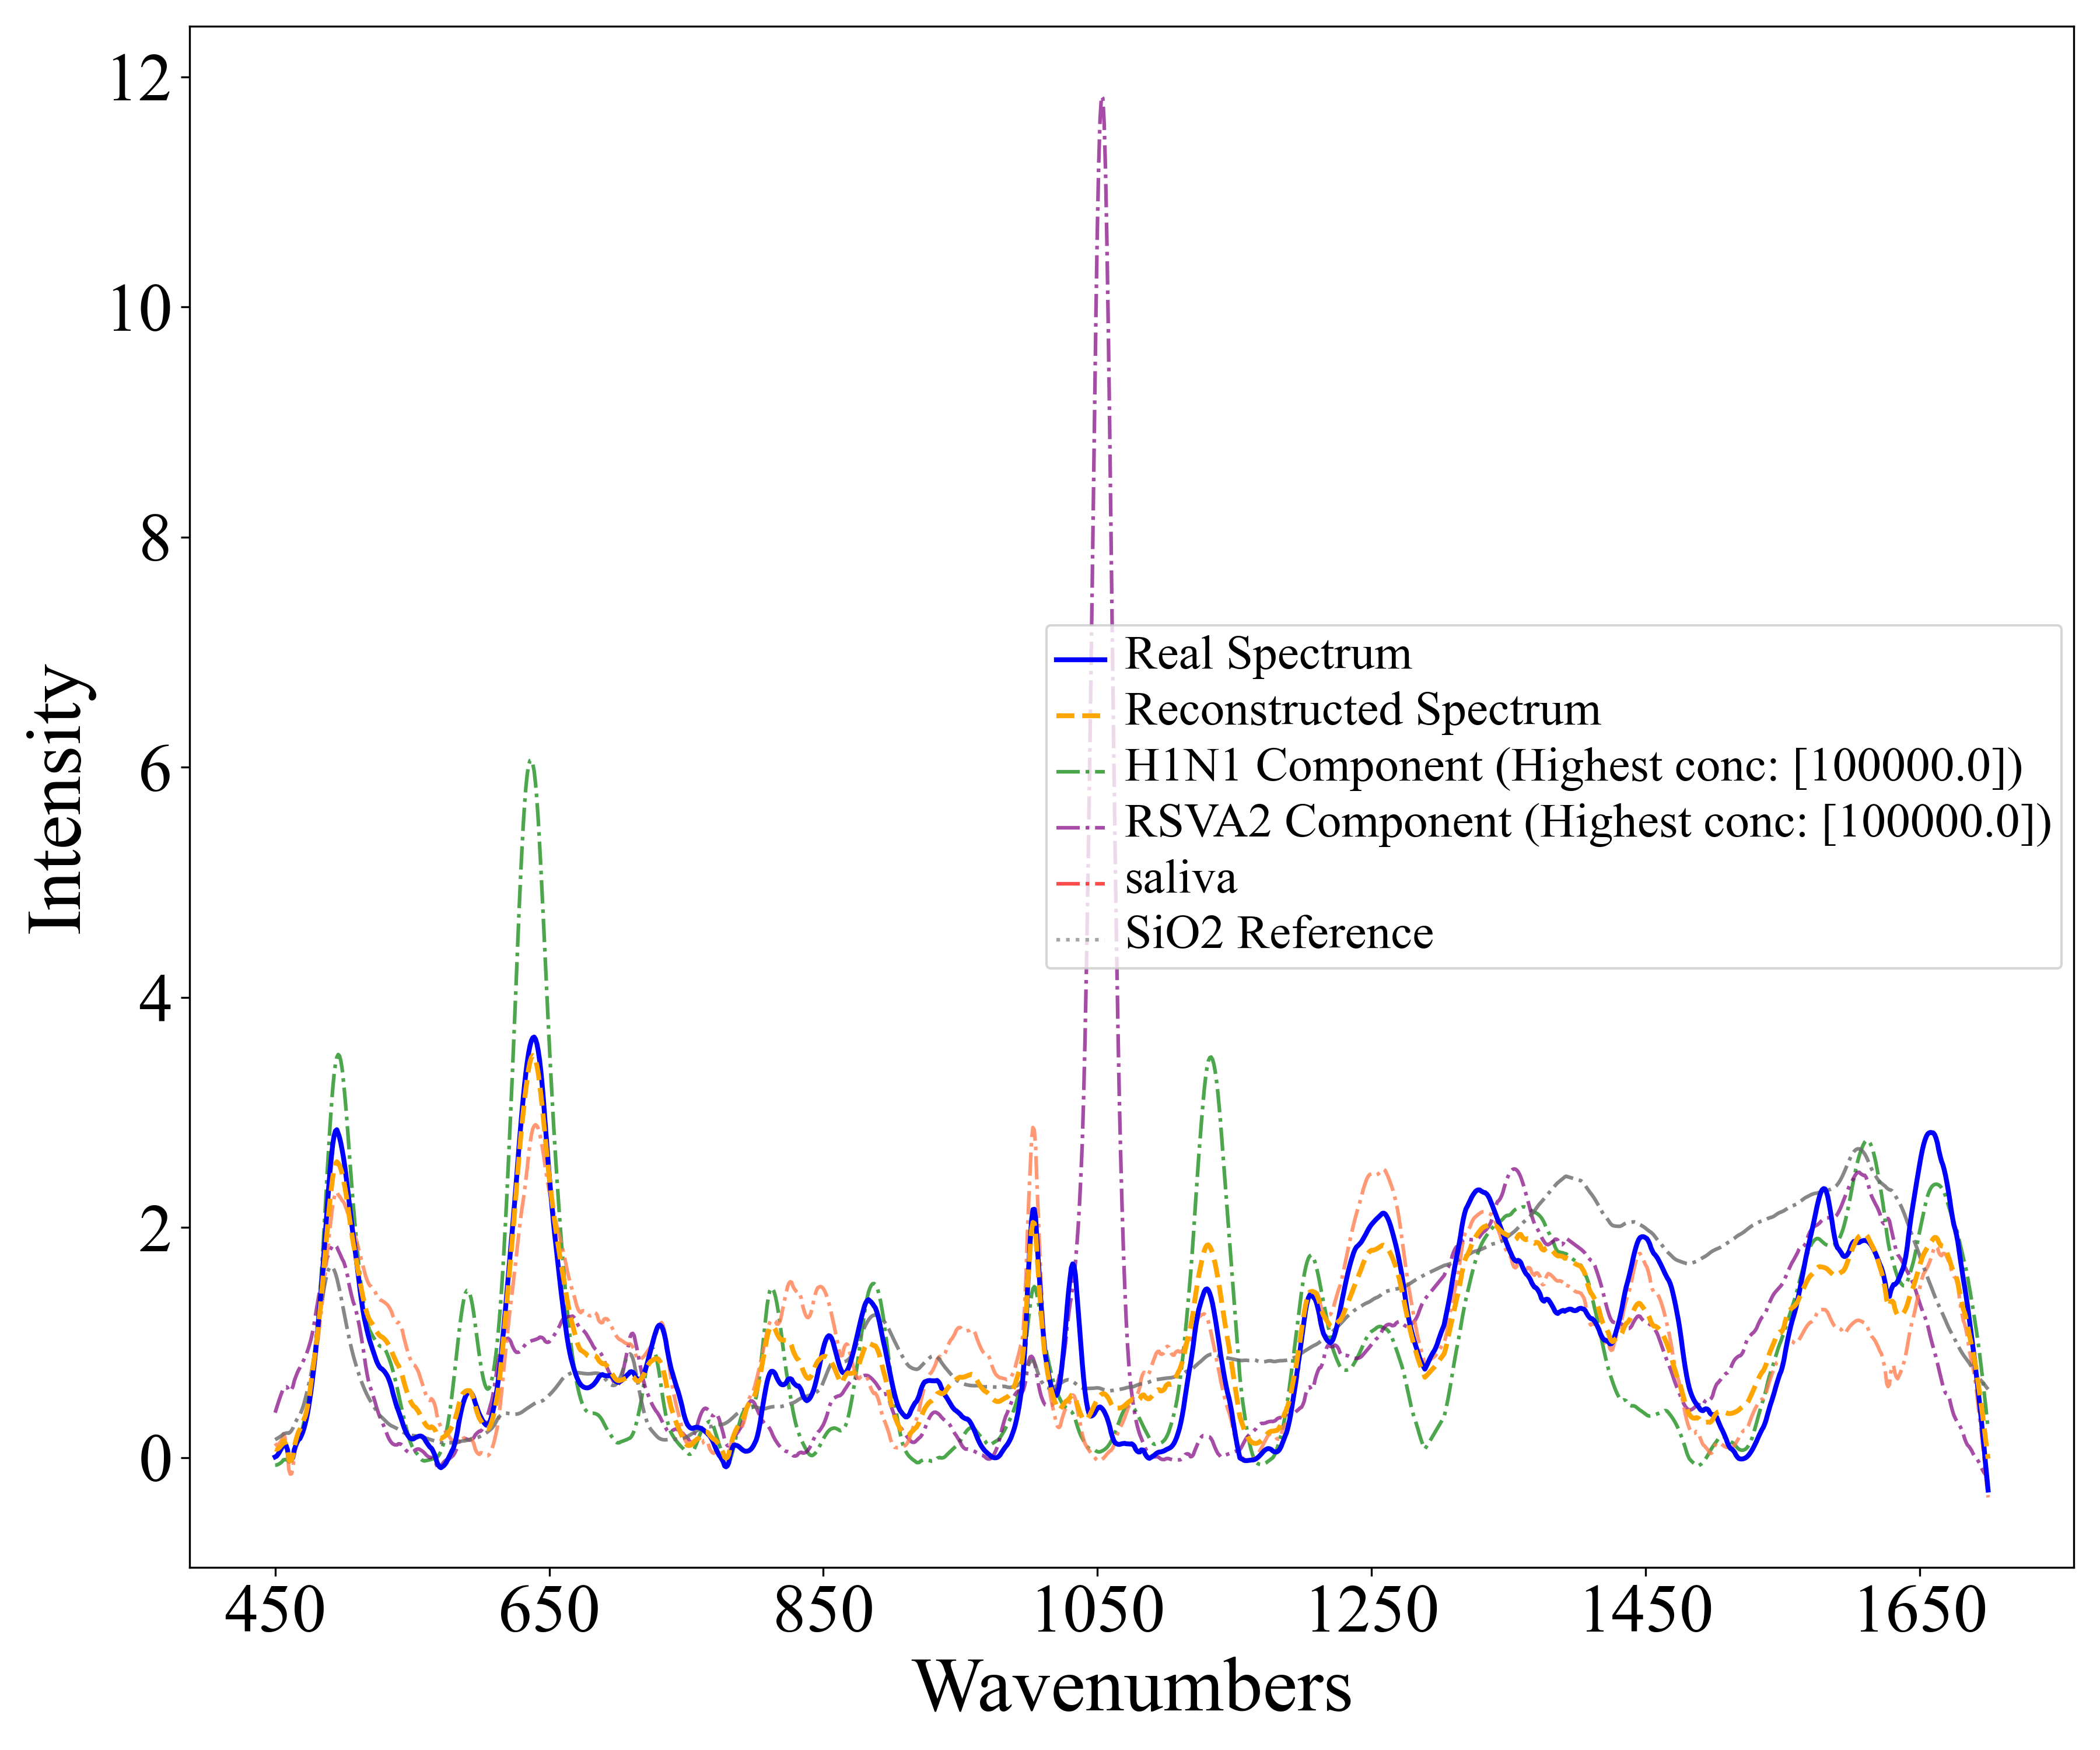 12
10
8
6
4
2
0
Intensity
Real Spectrum
Reconstructed Spectrum
H1N1 Component (Highest conc: [100000.0])
RSVA2 Component (Highest conc: [100000.0])
saliva
SiO2 Reference
450 650 850 1050 1250 1450 1650
Wavenumbers